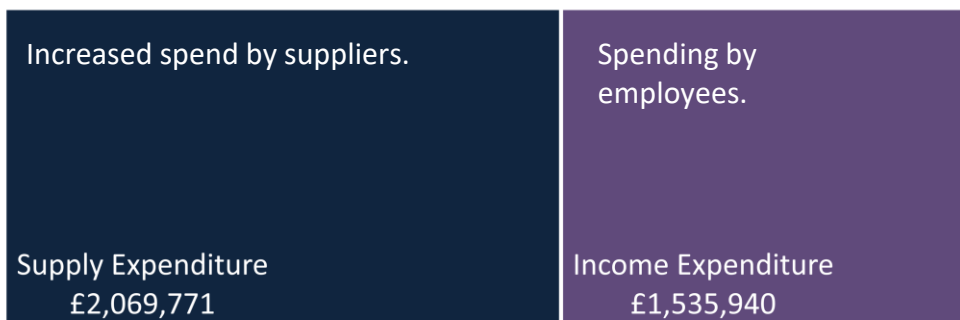 Increased spend by suppliers.
Supply Expenditure
£2,069,771
Spending by
employees.
Income Expenditure
£1,535,940